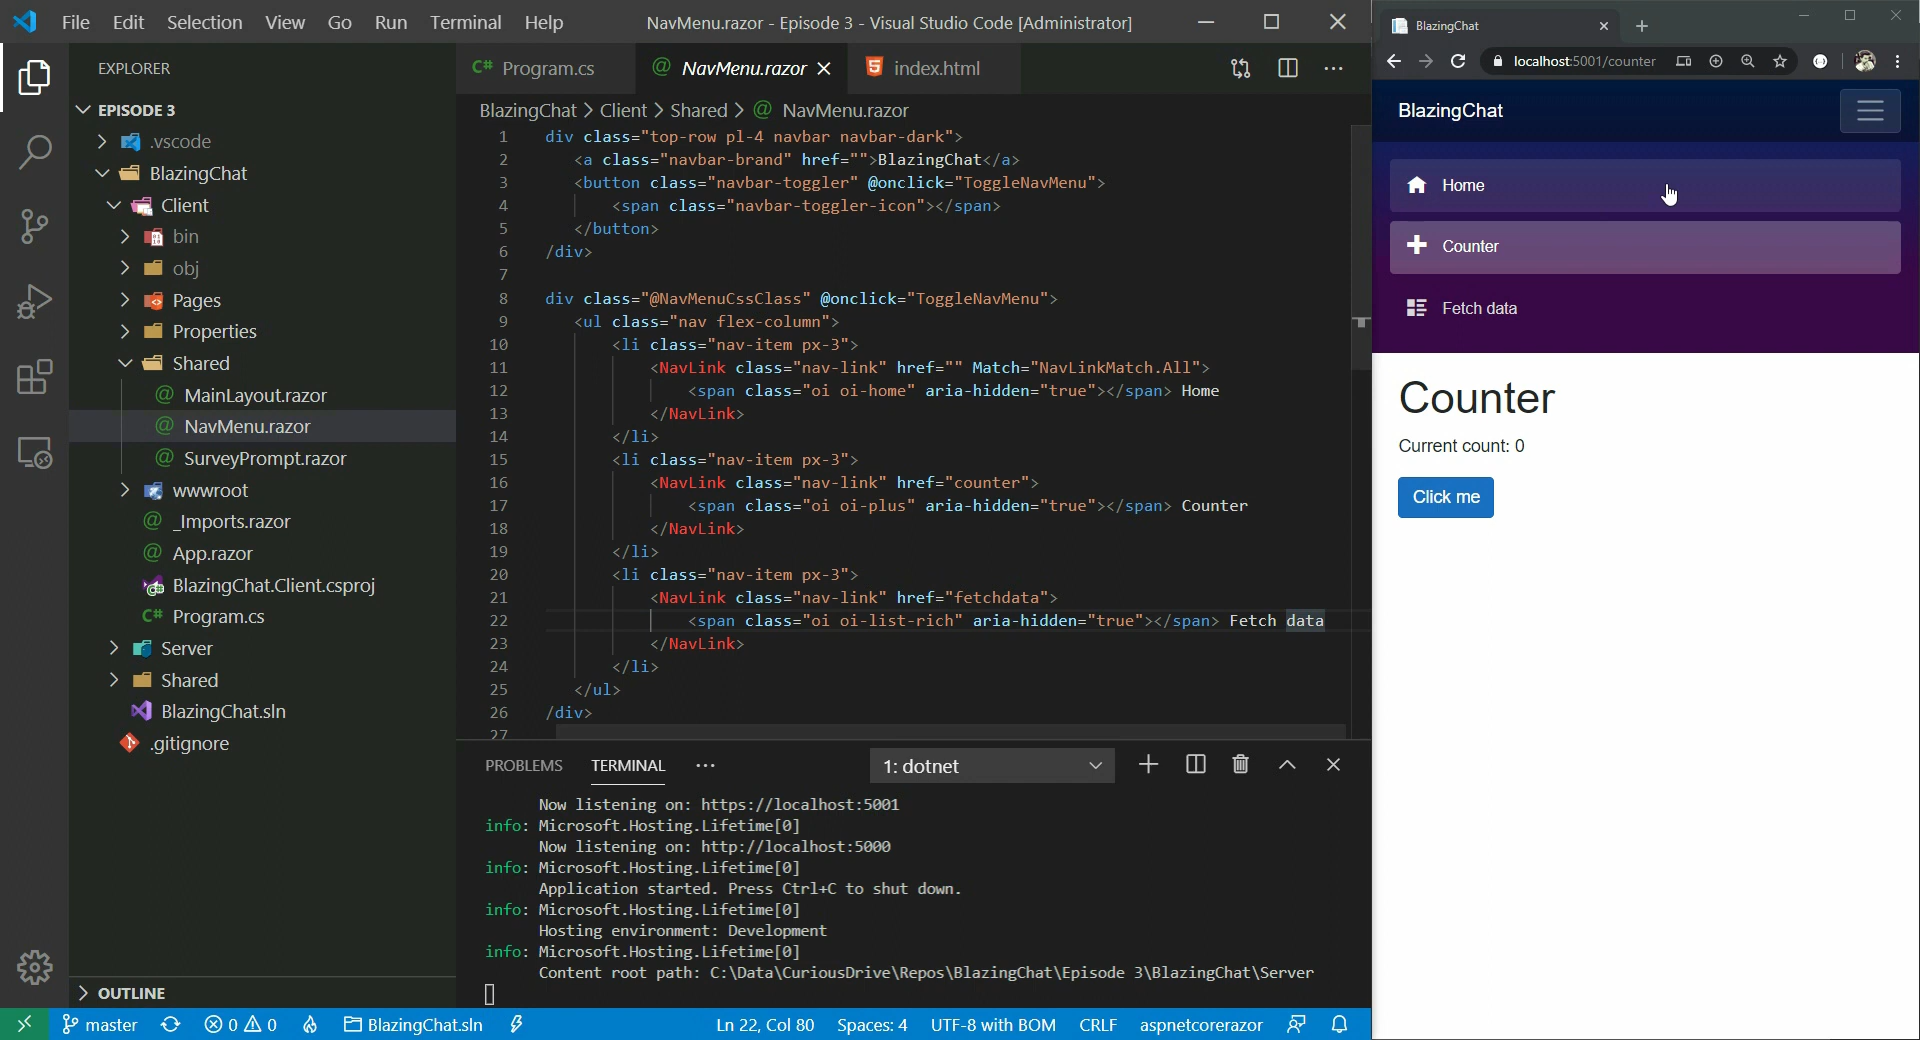 File Edit Selection View Go Run Terminal Help
NavMenu.razor - Episode 3 - Visual Studio Code [Administrator]
EXPLORER
EPISODE 3
.vscode
BlazingChat
Client
bin
obj
Pages
Properties
Shared
MainLayout.razor
NavMenu.razor
SurveyPrompt.razor
wwwroot
_Imports.razor
App.razor
BlazingChat.Client.csproj
C# Program.cs
Server
Shared
BlazingChat.sln
.gitignore
OUTLINE
C# Program.cs
@ NavMenu.razor
index.html
BlazingChat > Client > Shared > @ NavMenu.razor
1 div class="top-row pl-4 navbar navbar-dark">
2 <a class="navbar-brand" href="">BlazingChat</a>
3 <button class="navbar-toggler" @onclick="ToggleNavMenu">
4 <span class="navbar-toggler-icon"></span>
5 </button>
6 /div>
7
8 div class="@NavMenuCssClass" @onclick="ToggleNavMenu">
9 <ul class="nav flex-column">
10 <li class="nav-item px-3">
11 <NavLink class="nav-link" href="" Match="NavLinkMatch.All">
12 <span class="oi oi-home" aria-hidden="true"></span> Home
13 </NavLink>
14 </li>
15 <li class="nav-item px-3">
16 <NavLink class="nav-link" href="counter">
17 <span class="oi oi-plus" aria-hidden="true"></span> Counter
18 </NavLink>
19 </li>
20 <li class="nav-item px-3">
21 <NavLink class="nav-link" href="fetchdata">
22 <span class="oi oi-list-rich" aria-hidden="true"></span> Fetch data
23 </NavLink>
24 </li>
25 </ul>
26 /div>
27
PROBLEMS TERMINAL ··· 1: dotnet
Now listening on: https://localhost:5001
info: Microsoft.Hosting.Lifetime[0]
Now listening on: http://localhost:5000
info: Microsoft.Hosting.Lifetime[0]
Application started. Press Ctrl+C to shut down.
info: Microsoft.Hosting.Lifetime[0]
Hosting environment: Development
info: Microsoft.Hosting.Lifetime[0]
Content root path: C:\Data\CuriousDrive\Repos\BlazingChat\Episode 3\BlazingChat\Server
master 0 0 BlazingChat.sln
Ln 22, Col 80 Spaces: 4 UTF-8 with BOM CRLF aspnetcorerazor
BlazingChat
localhost:5001/counter
BlazingChat
Home
Counter
Fetch data
Counter
Current count: 0
Click me